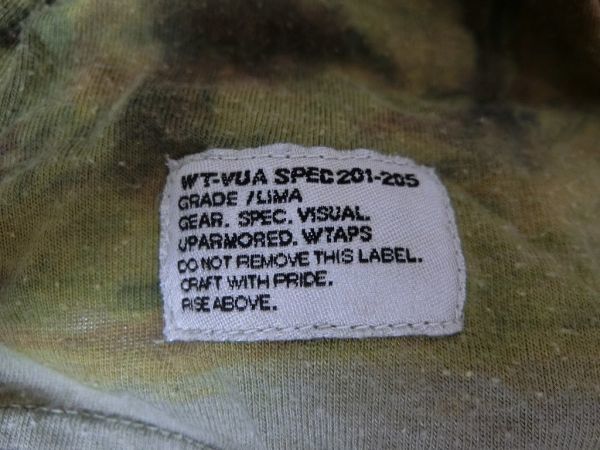 WT-VUA SPEC 201-205
GRADE /LIMA
GEAR. SPEC. VISUAL.
UPARMORED. WTAPS
DO NOT REMOVE THIS LABEL.
CRAFT WITH PRIDE.
RISE ABOVE.